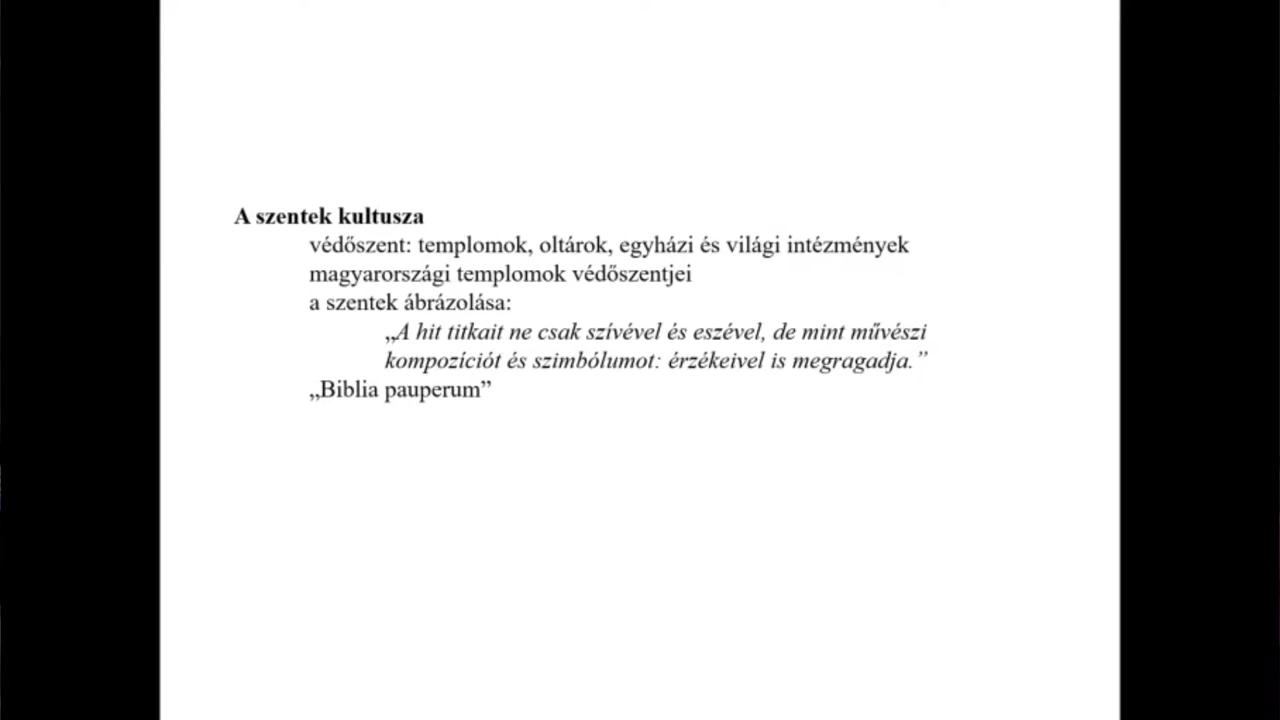 A szentek kultusza
védőszent: templomok, oltárok, egyházi és világi intézmények
magyarországi templomok védőszentjei
a szentek ábrázolása:
„A hit titkait ne csak szívével és eszével, de mint művészi
kompozíciót és szimbólumot: érzékeivel is megragadja.”
„Biblia pauperum”